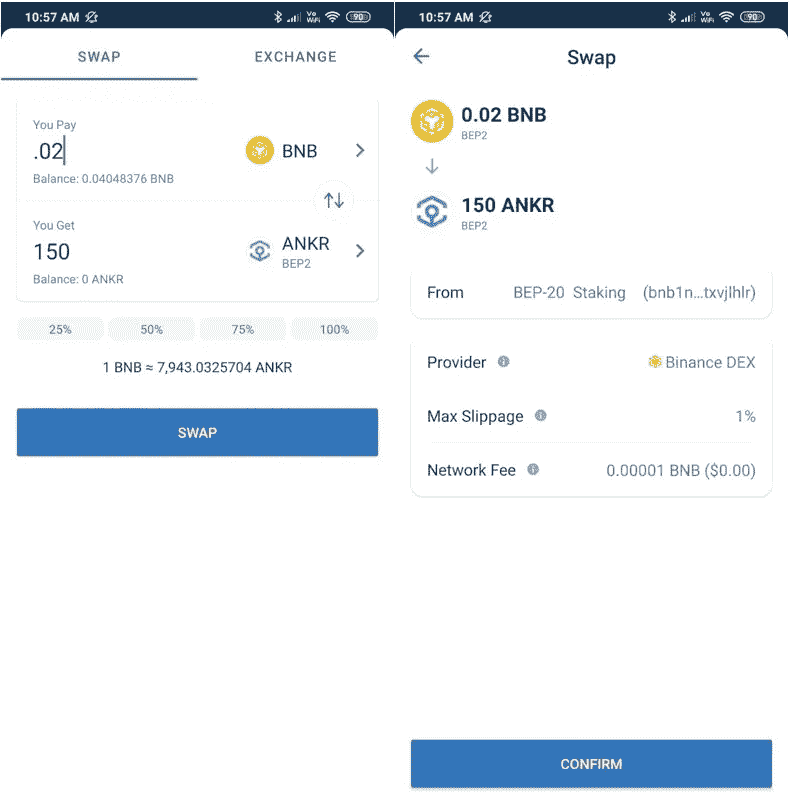 10:57 AM
Vo
WiFi
90
SWAP
EXCHANGE
You Pay
.02
BNB
Balance: 0.04048376 BNB
You Get
150
ANKR
BEP2
Balance: 0 ANKR
25%
50%
75%
100%
1 BNB ≈ 7,943.0325704 ANKR
SWAP
10:57 AM
Vo
WiFi
90
Swap
0.02 BNB
BEP2
150 ANKR
BEP2
From BEP-20 Staking (bnb1n...txvjlhlr)
Provider Binance DEX
Max Slippage 1%
Network Fee 0.00001 BNB ($0.00)
CONFIRM